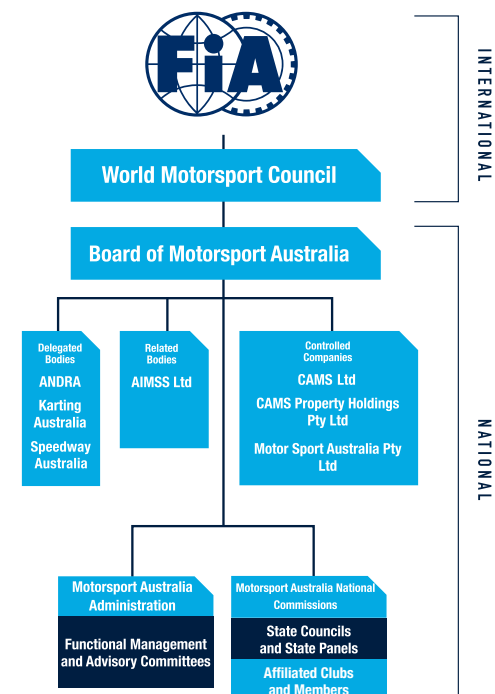 FiA
INTERNATIONAL
World Motorsport Council
Board of Motorsport Australia
Delegated
Bodies
ANDRA
Karting
Australia
Speedway
Australia
Related
Bodies
AIMSS Ltd
Controlled
Companies
CAMS Ltd
CAMS Property Holdings
Pty Ltd
Motor Sport Australia Pty
Ltd
NATIONAL
Motorsport Australia
Administration
Functional Management
and Advisory Committees
Motorsport Australia National
Commissions
State Councils
and State Panels
Affiliated Clubs
and Members